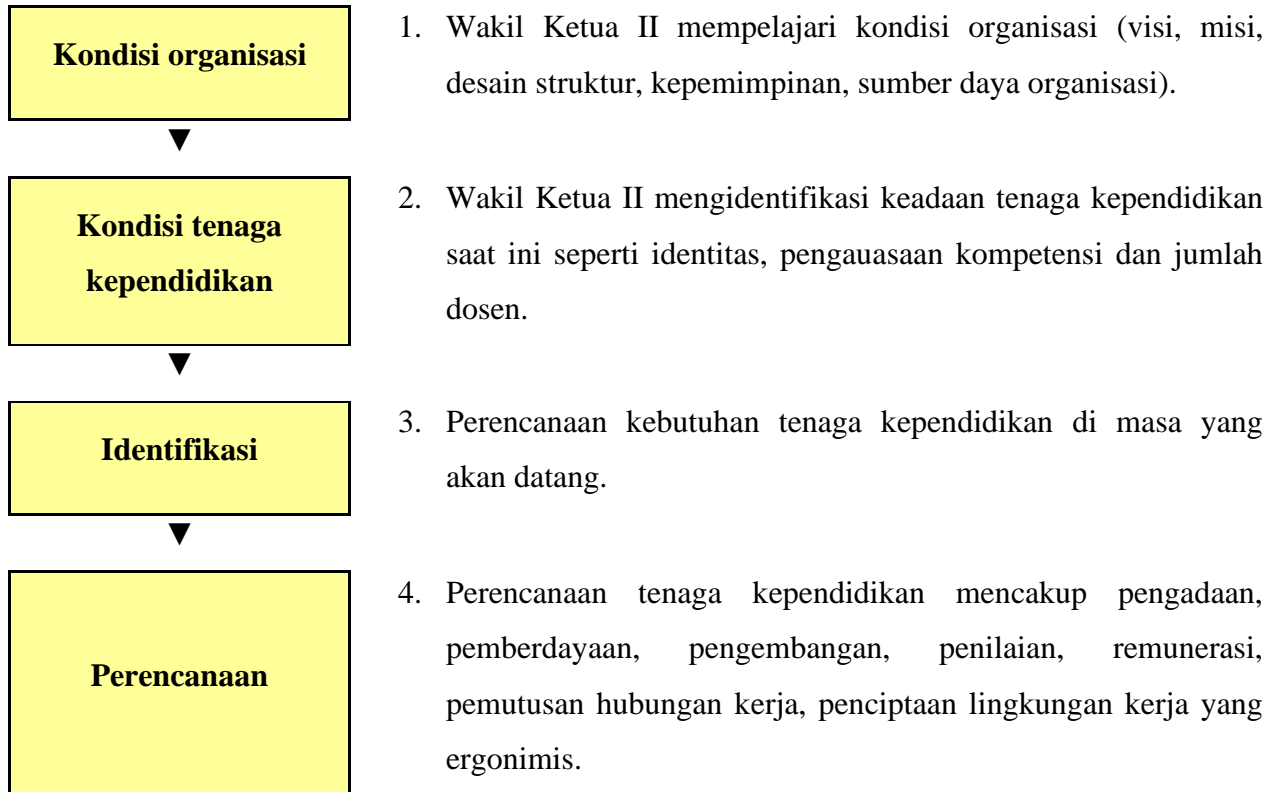 Kondisi organisasi
1. Wakil Ketua II mempelajari kondisi organisasi (visi, misi,
desain struktur, kepemimpinan, sumber daya organisasi).
▼
Kondisi tenaga
kependidikan
2. Wakil Ketua II mengidentifikasi keadaan tenaga kependidikan
saat ini seperti identitas, pengauasaan kompetensi dan jumlah
dosen.
▼
Identifikasi
3. Perencanaan kebutuhan tenaga kependidikan di masa yang
akan datang.
▼
Perencanaan
4. Perencanaan tenaga kependidikan mencakup pengadaan,
pemberdayaan, pengembangan, penilaian, remunerasi,
pemutusan hubungan kerja, penciptaan lingkungan kerja yang
ergonimis.